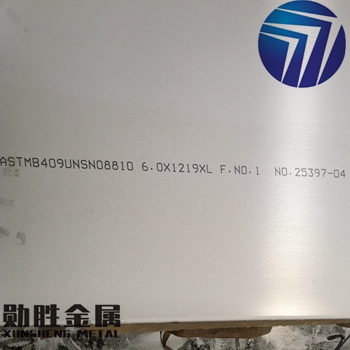 ASTMB409UNSN08810 6.0X1219XL F.NO.1 NO.25397-04
勋胜金属
XUNSHENG METAL